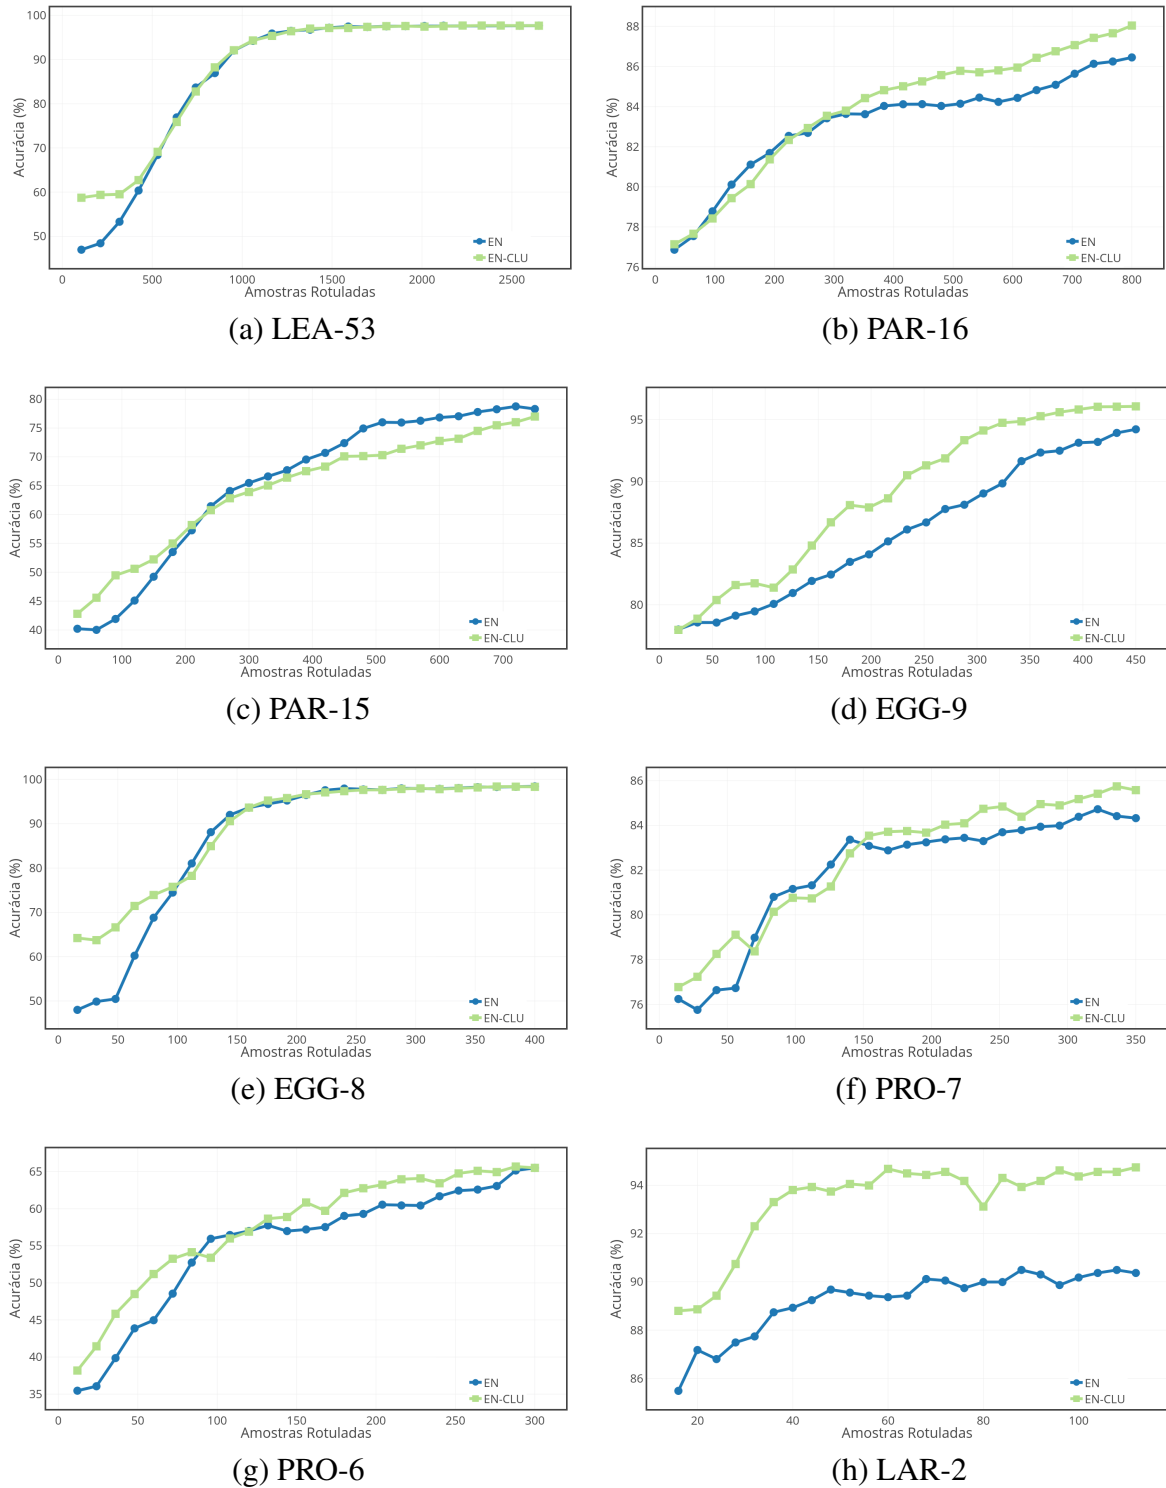 100
90
80
70
60
50
Acurácia (%)
0 500 1000 1500 2000 2500
Amostras Rotuladas
EN
EN-CLU
(a) LEA-53
88
86
84
82
80
78
76
Acurácia (%)
0 100 200 300 400 500 600 700 800
Amostras Rotuladas
EN
EN-CLU
(b) PAR-16
80
75
70
65
60
55
50
45
40
Acurácia (%)
0 100 200 300 400 500 600 700
Amostras Rotuladas
EN
EN-CLU
(c) PAR-15
95
90
85
80
Acurácia (%)
0 50 100 150 200 250 300 350 400 450
Amostras Rotuladas
EN
EN-CLU
(d) EGG-9
100
90
80
70
60
50
Acurácia (%)
0 50 100 150 200 250 300 350 400
Amostras Rotuladas
EN
EN-CLU
(e) EGG-8
86
84
82
80
78
76
Acurácia (%)
0 50 100 150 200 250 300 350
Amostras Rotuladas
EN
EN-CLU
(f) PRO-7
65
60
55
50
45
40
35
Acurácia (%)
0 50 100 150 200 250 300
Amostras Rotuladas
EN
EN-CLU
(g) PRO-6
94
92
90
88
86
Acurácia (%)
20 40 60 80 100
Amostras Rotuladas
EN
EN-CLU
(h) LAR-2